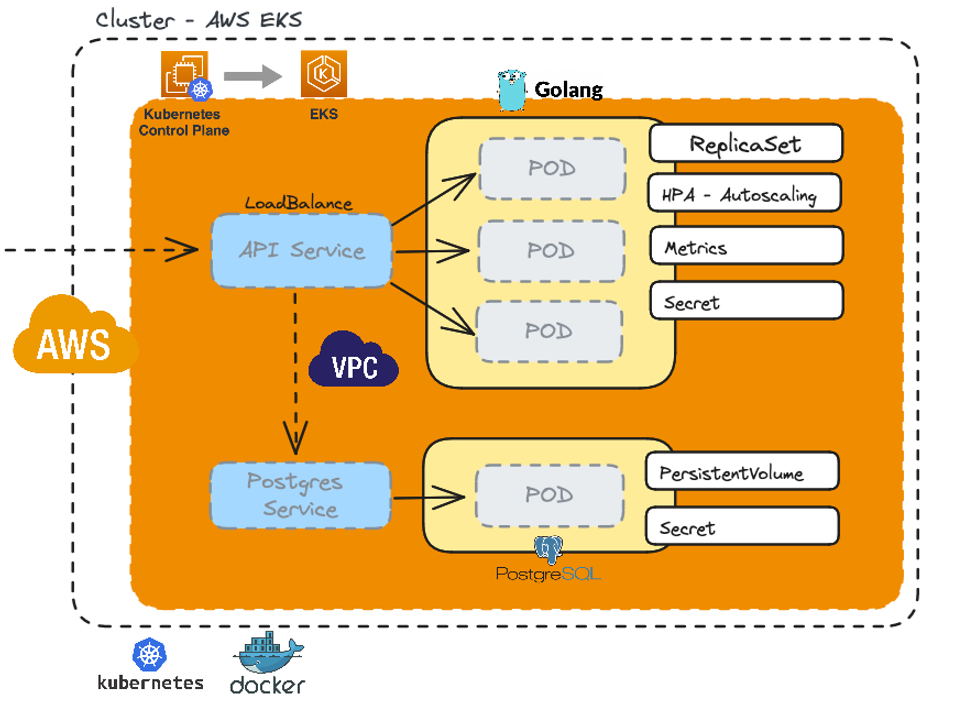 Cluster - AWS EKS
Kubernetes
Control Plane
EKS
Golang
POD
ReplicaSet
HPA - Autoscaling
LoadBalance
API Service
POD
Metrics
Secret
POD
AWS
VPC
Postgres
Service
POD
PersistentVolume
Secret
PostgreSQL
kubernetes
docker